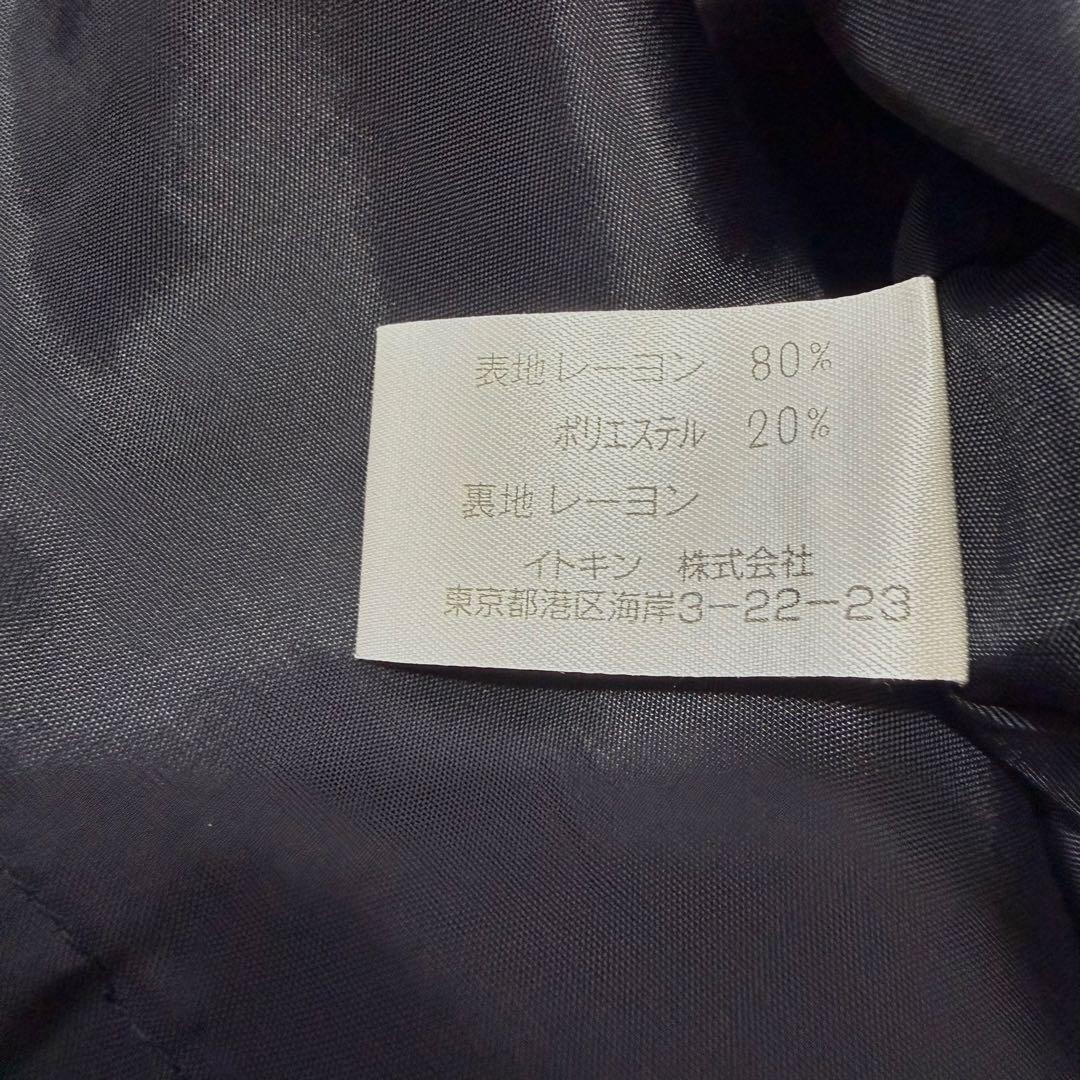 表地 レーヨン 80%
ポリエステル 20%
裏地 レーヨン
イトキン 株式会社
東京都港区海岸3-22-23